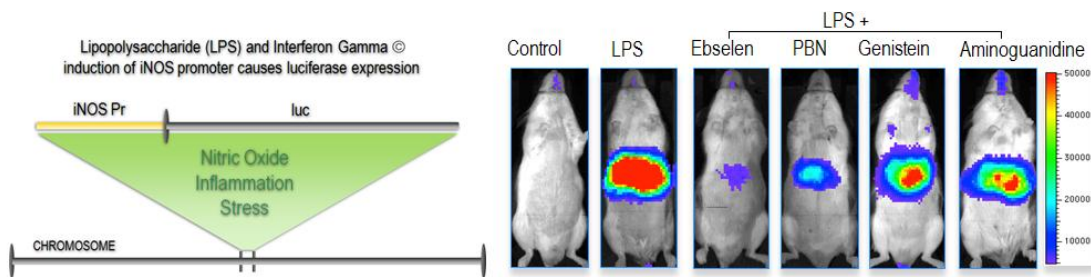 Lipopolysaccharide (LPS) and Interferon Gamma ©
induction of iNOS promoter causes luciferase expression
iNOS Pr
luc
Nitric Oxide
Inflammation
Stress
CHROMOSOME
LPS +
Control
LPS
Ebselen
PBN
Genistein
Aminoguanidine
50000
40000
30000
20000
10000